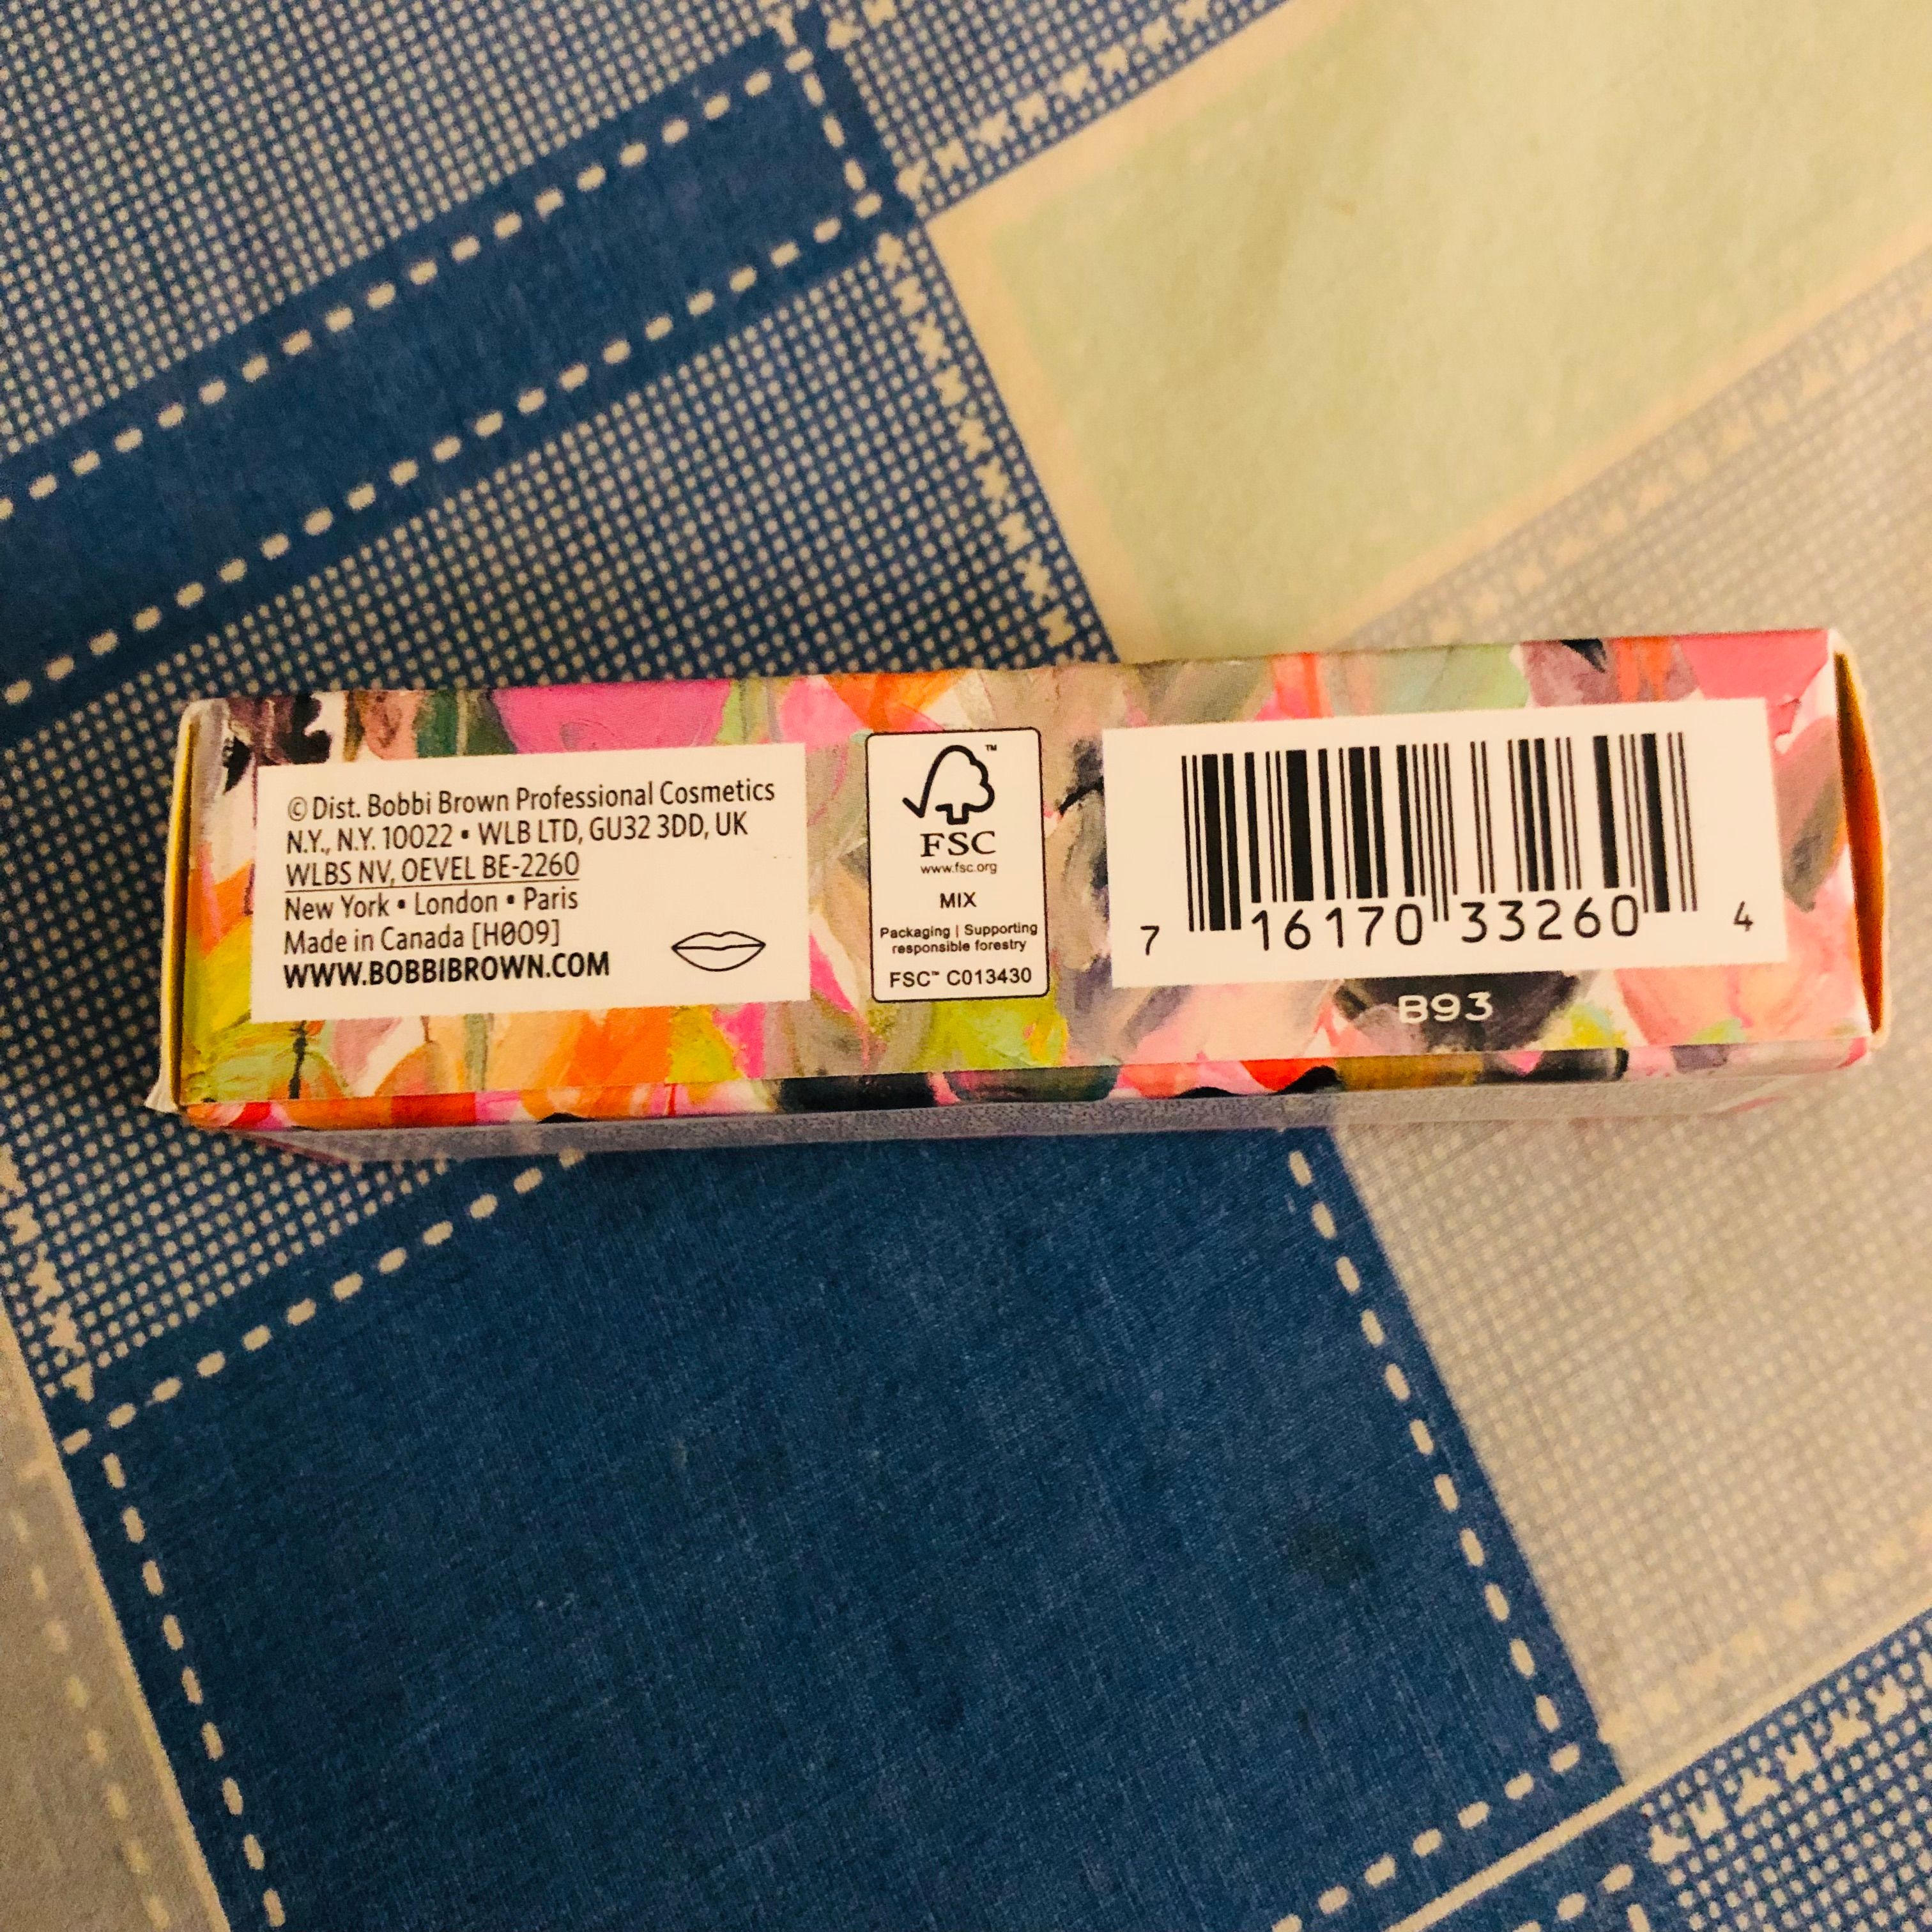 © Dist. Bobbi Brown Professional Cosmetics
N.Y., N.Y. 10022 • WLB LTD, GU32 3DD, UK
WLBS NV, OEVEL BE-2260
New York • London • Paris
Made in Canada [H009]
WWW.BOBBIBROWN.COM
™
FSC
www.fsc.org
MIX
Packaging | Supporting
responsible forestry
FSC™ C013430
7 16170 33260 4
B93